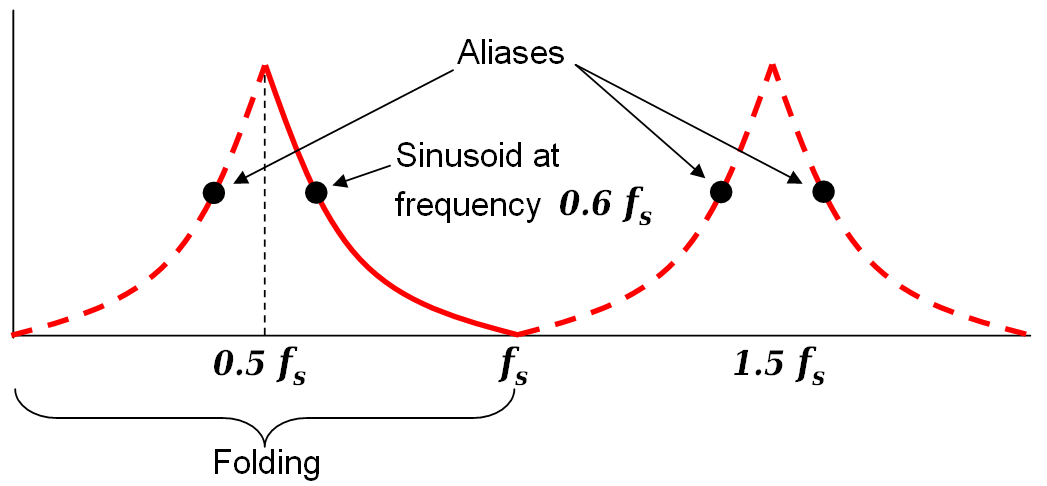 Aliases
Sinusoid at
frequency 0.6 fs
0.5 fs
fs
1.5 fs
Folding